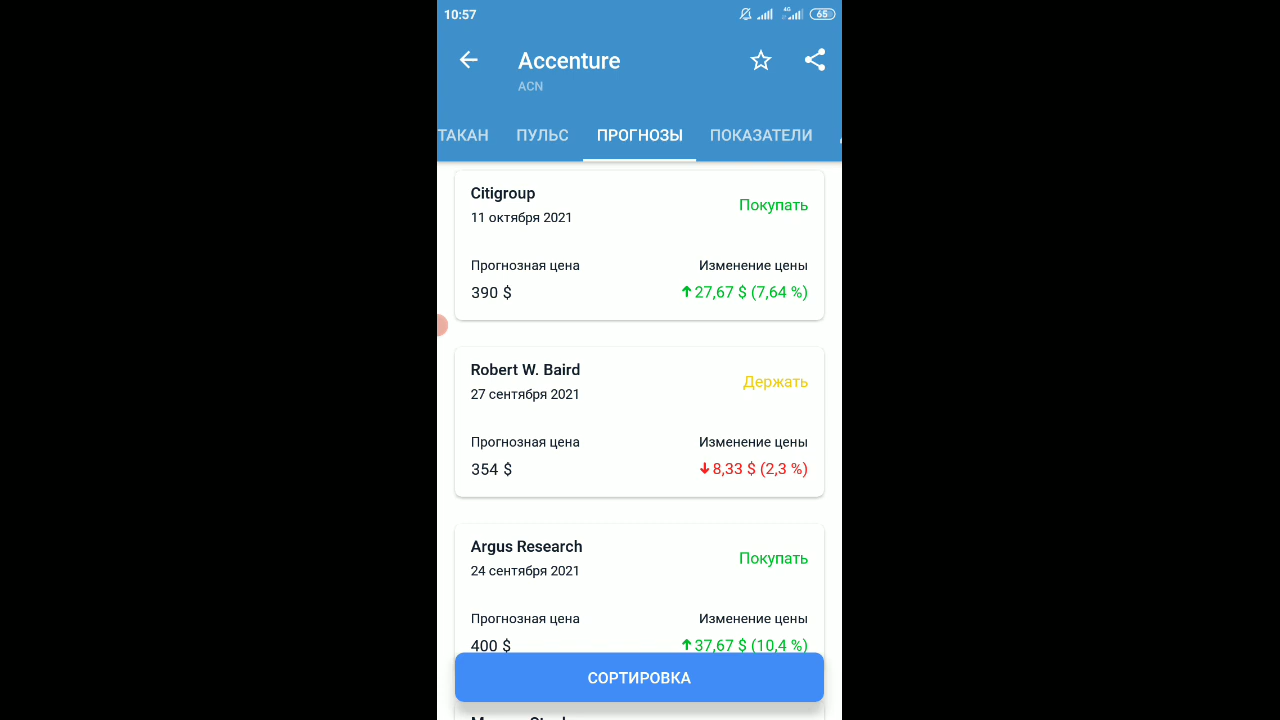 10:57
4G
65
Accenture
ACN
ТАКАН ПУЛЬС ПРОГНОЗЫ ПОКАЗАТЕЛИ
Citigroup
Покупать
11 октября 2021
Прогнозная цена Изменение цены
390 $ 27,67 $ (7,64 %)
Robert W. Baird
Держать
27 сентября 2021
Прогнозная цена Изменение цены
354 $ 8,33 $ (2,3 %)
Argus Research
Покупать
24 сентября 2021
Прогнозная цена Изменение цены
400 $ 37,67 $ (10,4 %)
СОРТИРОВКА